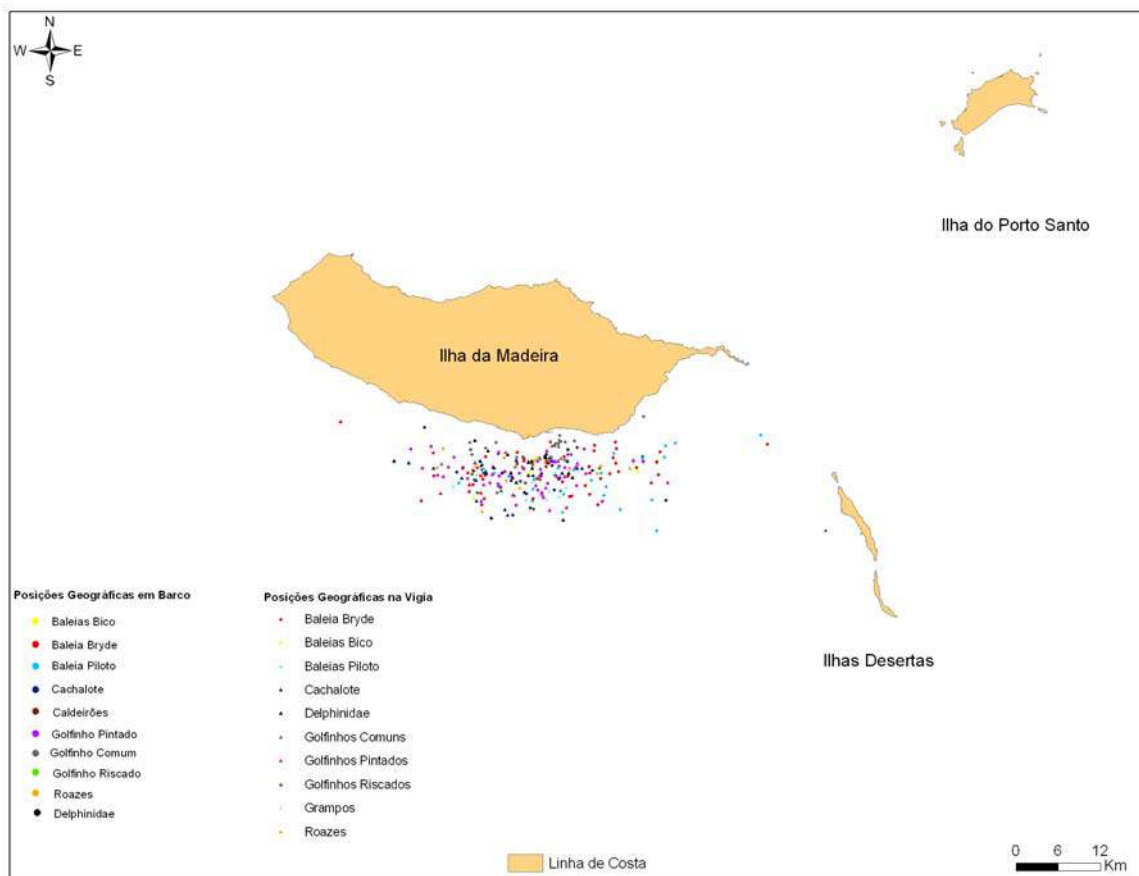 N
W E
S
Ilha do Porto Santo
Ilha da Madeira
Ilhas Desertas
Posições Geográficas em Barco
Baleias Bico
Baleia Bryde
Baleia Piloto
Cachalote
Caldeirões
Golfinho Pintado
Golfinho Comum
Golfinho Riscado
Roazes
Delphinidae
Posições Geográficas na Vigia
Baleia Bryde
Baleias Bico
Baleias Piloto
Cachalote
Delphinidae
Golfinhos Comuns
Golfinhos Pintados
Golfinhos Riscados
Grampos
Roazes
Linha de Costa
0 6 12
Km